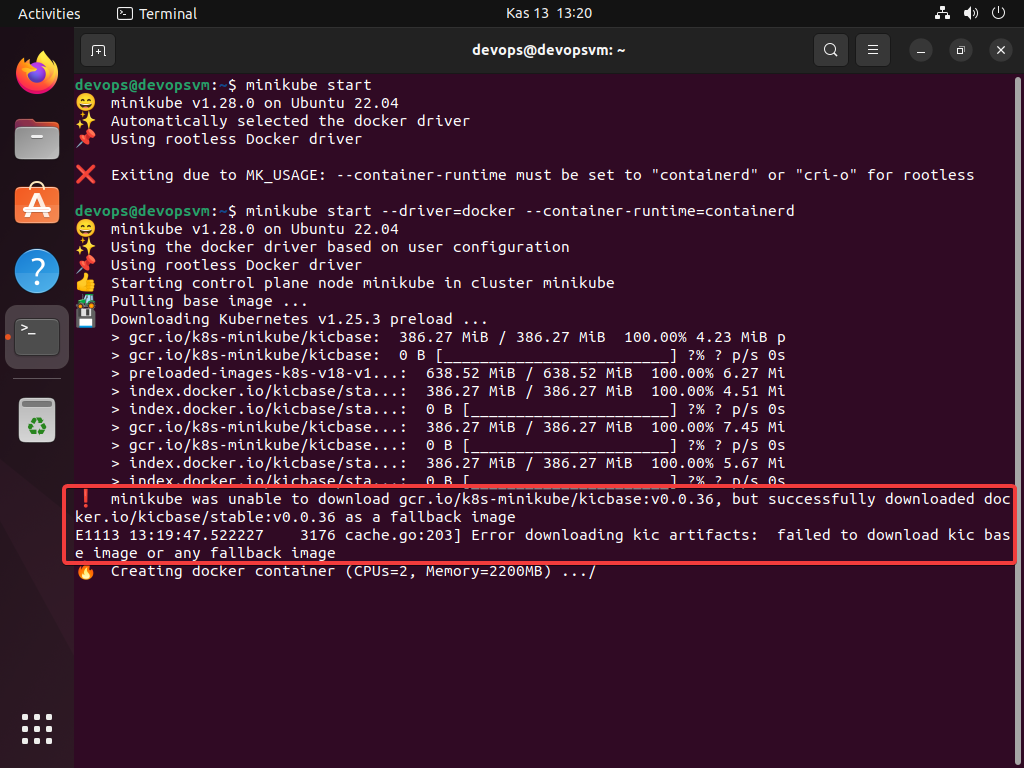 Activities
Terminal
Kas 13 13:20
devops@devopsvm: ~
devops@devopsvm:~$ minikube start
minikube v1.28.0 on Ubuntu 22.04
Automatically selected the docker driver
Using rootless Docker driver
Exiting due to MK_USAGE: --container-runtime must be set to "containerd" or "cri-o" for rootless
devops@devopsvm:~$ minikube start --driver=docker --container-runtime=containerd
minikube v1.28.0 on Ubuntu 22.04
Using the docker driver based on user configuration
Using rootless Docker driver
Starting control plane node minikube in cluster minikube
Pulling base image ...
Downloading Kubernetes v1.25.3 preload ...
> gcr.io/k8s-minikube/kicbase:  386.27 MiB / 386.27 MiB  100.00% 4.23 MiB p
> gcr.io/k8s-minikube/kicbase:  0 B [_________________________] ?% ? p/s 0s
> preloaded-images-k8s-v18-v1...:  638.52 MiB / 638.52 MiB  100.00% 6.27 Mi
> index.docker.io/kicbase/sta...:  386.27 MiB / 386.27 MiB  100.00% 4.51 Mi
> index.docker.io/kicbase/sta...:  0 B [______________________] ?% ? p/s 0s
> gcr.io/k8s-minikube/kicbase...:  386.27 MiB / 386.27 MiB  100.00% 7.45 Mi
> gcr.io/k8s-minikube/kicbase...:  0 B [______________________] ?% ? p/s 0s
> index.docker.io/kicbase/sta...:  386.27 MiB / 386.27 MiB  100.00% 5.67 Mi
> index.docker.io/kicbase/sta...:  0 B [______________________] ?% ? p/s 0s
minikube was unable to download gcr.io/k8s-minikube/kicbase:v0.0.36, but successfully downloaded doc
ker.io/kicbase/stable:v0.0.36 as a fallback image
E1113 13:19:47.522227    3176 cache.go:203] Error downloading kic artifacts:  failed to download kic bas
e image or any fallback image
Creating docker container (CPUs=2, Memory=2200MB) .../